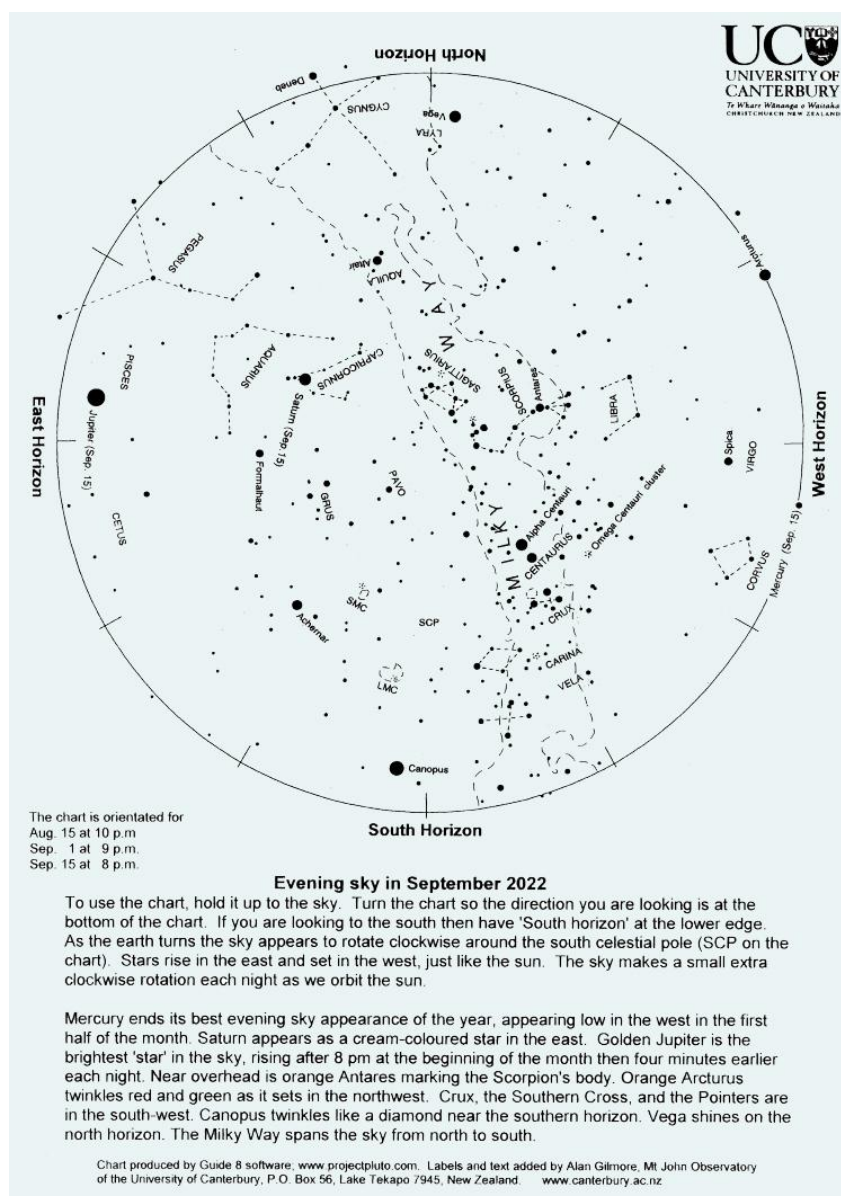 North Horizon
UC
UNIVERSITY OF
CANTERBURY
Te Whare Wānanga o Waitaha
CHRISTCHURCH NEW ZEALAND
Deneb
CYGNUS
Vega
LYRA
PEGASUS
Altair
AQUILA
Arcturus
WAY
PISCES
AQUARIUS
CAPRICORNUS
SAGITTARIUS
SCORPIUS
Antares
LIBRA
East Horizon
Jupiter (Sep. 15)
Saturn (Sep.15)
West Horizon
Spica
VIRGO
Formalhaut
GRUS
PAVO
CETUS
MILKY
Alpha Centauri
CENTAURUS
Omega Centauri cluster
CORVUS
Mercury (Sep. 15)
SMC
Achernar
SCP
CRUX
LMC
CARINA
VELA
Canopus
South Horizon
The chart is orientated for
Aug. 15 at 10 p.m
Sep. 1 at 9 p.m.
Sep. 15 at 8 p.m.
Evening sky in September 2022
To use the chart, hold it up to the sky. Turn the chart so the direction you are looking is at the
bottom of the chart. If you are looking to the south then have 'South horizon' at the lower edge.
As the earth turns the sky appears to rotate clockwise around the south celestial pole (SCP on the
chart). Stars rise in the east and set in the west, just like the sun. The sky makes a small extra
clockwise rotation each night as we orbit the sun.
Mercury ends its best evening sky appearance of the year, appearing low in the west in the first
half of the month. Saturn appears as a cream-coloured star in the east. Golden Jupiter is the
brightest 'star' in the sky, rising after 8 pm at the beginning of the month then four minutes earlier
each night. Near overhead is orange Antares marking the Scorpion's body. Orange Arcturus
twinkles red and green as it sets in the northwest. Crux, the Southern Cross, and the Pointers are
in the south-west. Canopus twinkles like a diamond near the southern horizon. Vega shines on the
north horizon. The Milky Way spans the sky from north to south.
Chart produced by Guide 8 software, www.projectpluto.com. Labels and text added by Alan Gilmore, Mt John Observatory
of the University of Canterbury, P.O. Box 56, Lake Tekapo 7945, New Zealand. www.canterbury.ac.nz